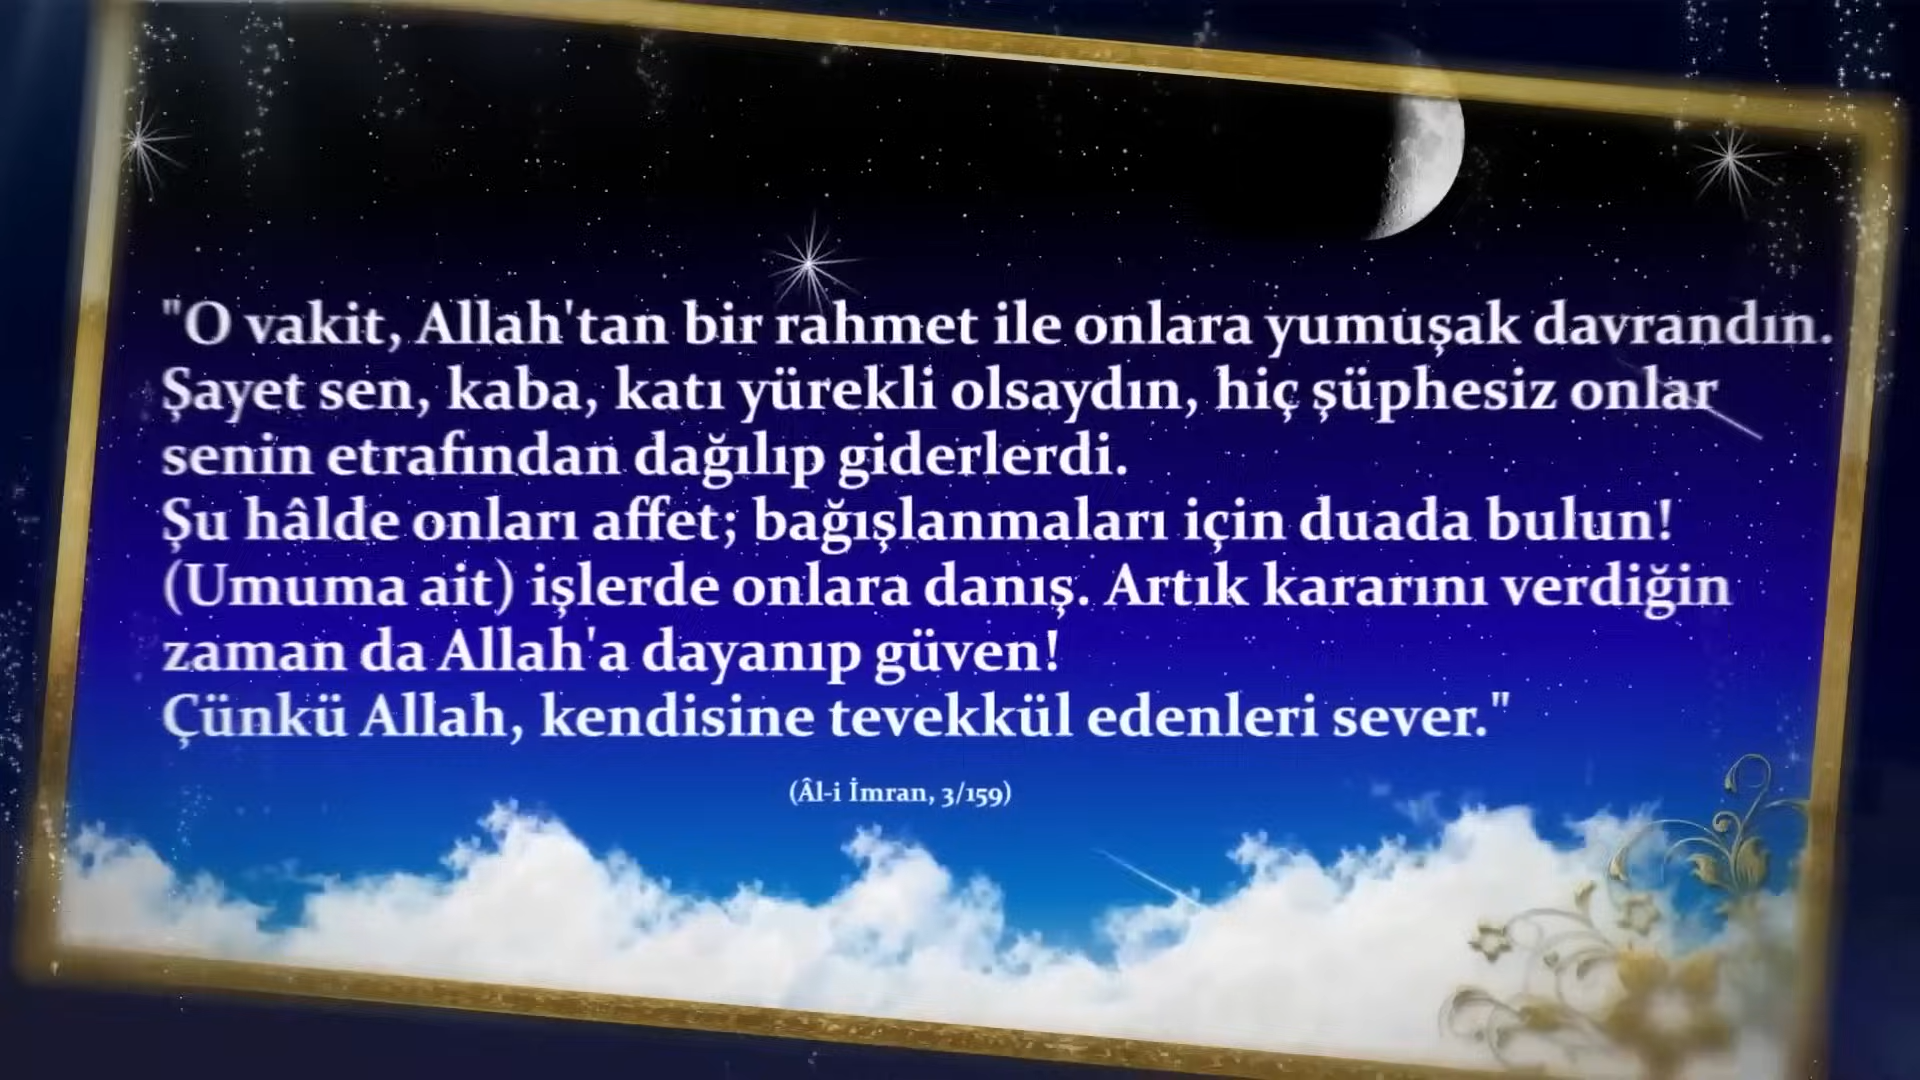 "O vakit, Allah'tan bir rahmet ile onlara yumuşak davrandın.
Şayet sen, kaba, katı yürekli olsaydın, hiç şüphesiz onlar
senin etrafından dağılıp giderlerdi.
Şu hâlde onları affet; bağışlanmaları için duada bulun!
(Umuma ait) işlerde onlara danış. Artık kararını verdiğin
zaman da Allah'a dayanıp güven!
Çünkü Allah, kendisine tevekkül edenleri sever."
(Âl-i İmran, 3/159)